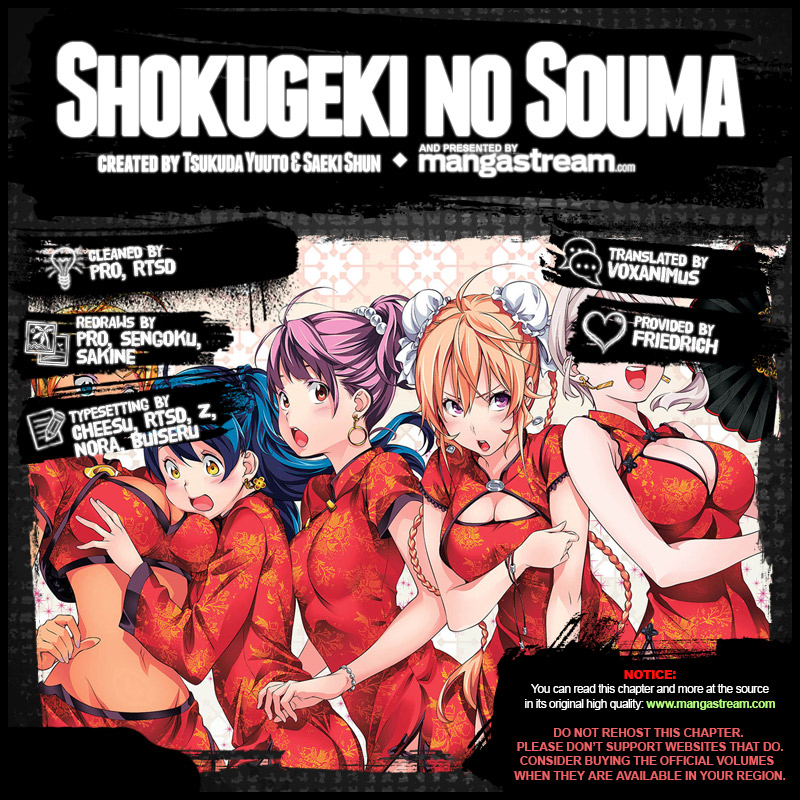 SHOKUGEKI NO SOUMA
CREATED BY TSUKUDA YUUTO & SAEKI SHUN ◆ AND PRESENTED BY mangastream.com
CLEANED BY
PRO, RTSD
REDRAWS BY
PRO, SENGOKU,
SAKINE
TYPESETTING BY
CHEESU, RTSD, Z,
NORA, BUISERU
TRANSLATED BY
VOXANIMUS
PROVIDED BY
FRIEDRICH
NOTICE:
You can read this chapter and more at the source
in its original high quality: www.mangastream.com
DO NOT REHOST THIS CHAPTER.
PLEASE DON'T SUPPORT WEBSITES THAT DO.
CONSIDER BUYING THE OFFICIAL VOLUMES
WHEN THEY ARE AVAILABLE IN YOUR REGION.